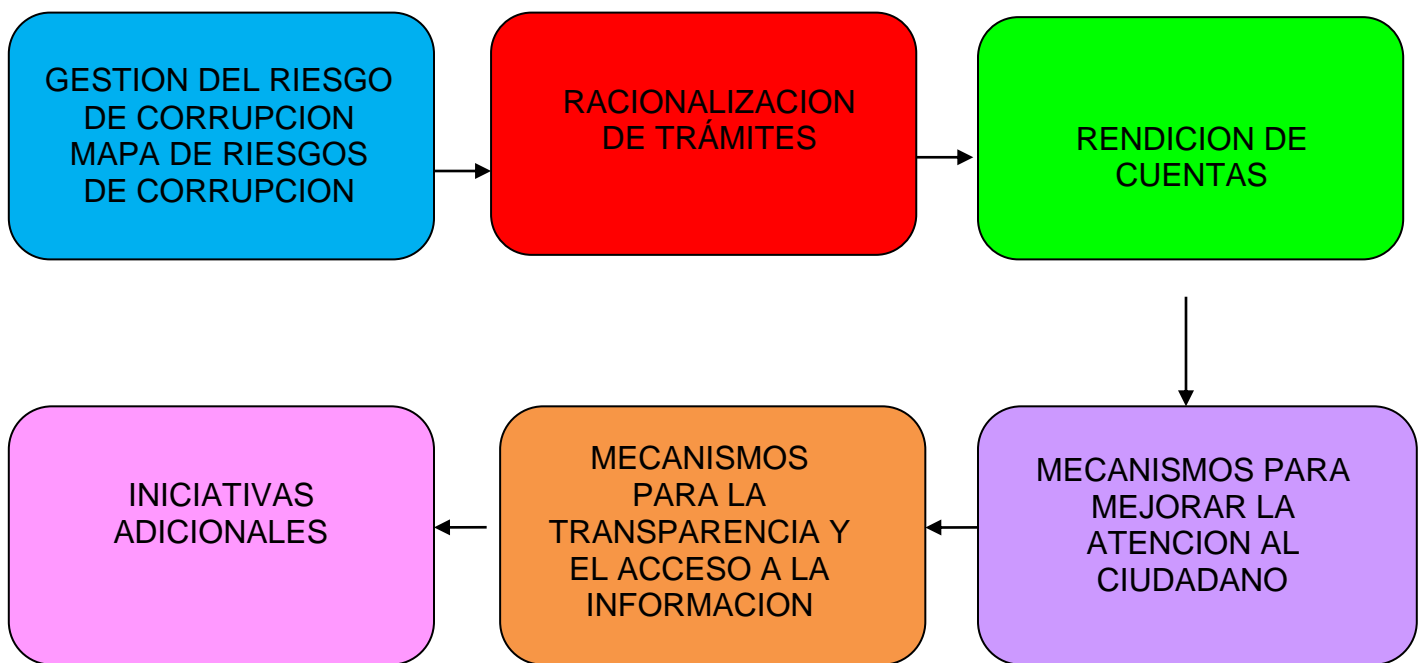 GESTION DEL RIESGO
DE CORRUPCION
MAPA DE RIESGOS
DE CORRUPCION
RACIONALIZACION
DE TRÁMITES
RENDICION DE
CUENTAS
MECANISMOS PARA
MEJORAR LA
ATENCION AL
CIUDADANO
MECANISMOS
PARA LA
TRANSPARENCIA Y
EL ACCESO A LA
INFORMACION
INICIATIVAS
ADICIONALES